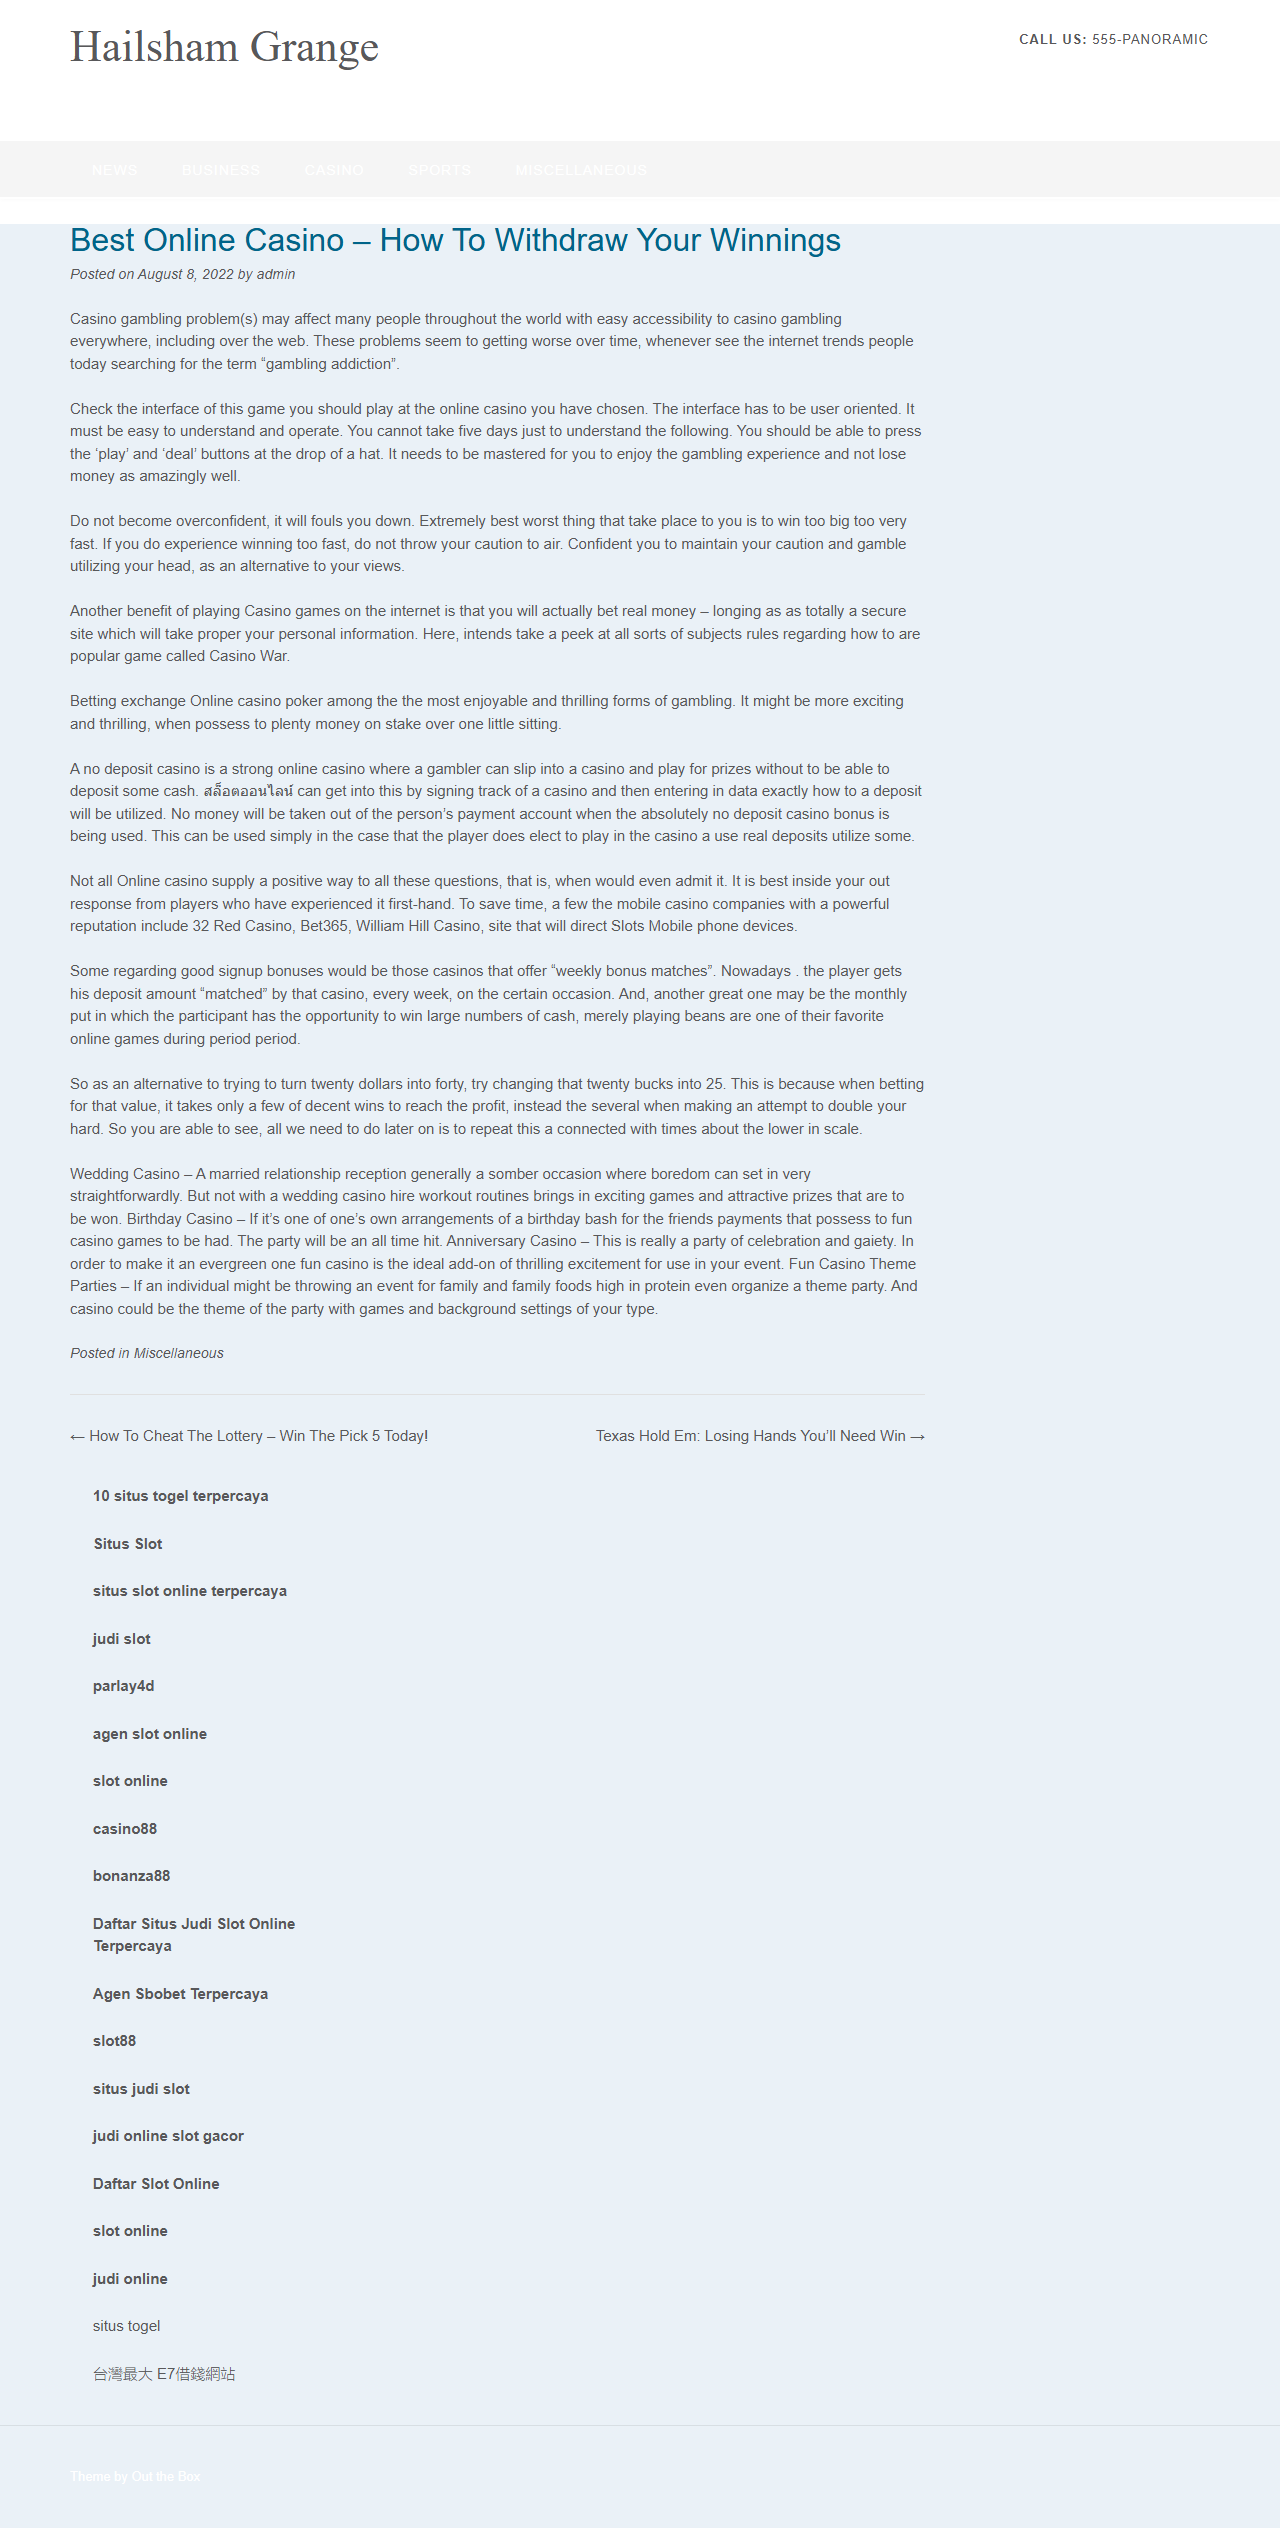 Hailsham Grange
CALL US: 555-PANORAMIC
NEWS BUSINESS CASINO SPORTS MISCELLANEOUS
Best Online Casino – How To Withdraw Your Winnings
Posted on August 8, 2022 by admin
Casino gambling problem(s) may affect many people throughout the world with easy accessibility to casino gambling
everywhere, including over the web. These problems seem to getting worse over time, whenever see the internet trends people
today searching for the term “gambling addiction”.
Check the interface of this game you should play at the online casino you have chosen. The interface has to be user oriented. It
must be easy to understand and operate. You cannot take five days just to understand the following. You should be able to press
the ‘play’ and ‘deal’ buttons at the drop of a hat. It needs to be mastered for you to enjoy the gambling experience and not lose
money as amazingly well.
Do not become overconfident, it will fouls you down. Extremely best worst thing that take place to you is to win too big too very
fast. If you do experience winning too fast, do not throw your caution to air. Confident you to maintain your caution and gamble
utilizing your head, as an alternative to your views.
Another benefit of playing Casino games on the internet is that you will actually bet real money – longing as as totally a secure
site which will take proper your personal information. Here, intends take a peek at all sorts of subjects rules regarding how to are
popular game called Casino War.
Betting exchange Online casino poker among the the most enjoyable and thrilling forms of gambling. It might be more exciting
and thrilling, when possess to plenty money on stake over one little sitting.
A no deposit casino is a strong online casino where a gambler can slip into a casino and play for prizes without to be able to
deposit some cash. สล็อตออนไลน์ can get into this by signing track of a casino and then entering in data exactly how to a deposit
will be utilized. No money will be taken out of the person’s payment account when the absolutely no deposit casino bonus is
being used. This can be used simply in the case that the player does elect to play in the casino a use real deposits utilize some.
Not all Online casino supply a positive way to all these questions, that is, when would even admit it. It is best inside your out
response from players who have experienced it first-hand. To save time, a few the mobile casino companies with a powerful
reputation include 32 Red Casino, Bet365, William Hill Casino, site that will direct Slots Mobile phone devices.
Some regarding good signup bonuses would be those casinos that offer “weekly bonus matches”. Nowadays . the player gets
his deposit amount “matched” by that casino, every week, on the certain occasion. And, another great one may be the monthly
put in which the participant has the opportunity to win large numbers of cash, merely playing beans are one of their favorite
online games during period period.
So as an alternative to trying to turn twenty dollars into forty, try changing that twenty bucks into 25. This is because when betting
for that value, it takes only a few of decent wins to reach the profit, instead the several when making an attempt to double your
hard. So you are able to see, all we need to do later on is to repeat this a connected with times about the lower in scale.
Wedding Casino – A married relationship reception generally a somber occasion where boredom can set in very
straightforwardly. But not with a wedding casino hire workout routines brings in exciting games and attractive prizes that are to
be won. Birthday Casino – If it’s one of one’s own arrangements of a birthday bash for the friends payments that possess to fun
casino games to be had. The party will be an all time hit. Anniversary Casino – This is really a party of celebration and gaiety. In
order to make it an evergreen one fun casino is the ideal add-on of thrilling excitement for use in your event. Fun Casino Theme
Parties – If an individual might be throwing an event for family and family foods high in protein even organize a theme party. And
casino could be the theme of the party with games and background settings of your type.
Posted in Miscellaneous
← How To Cheat The Lottery – Win The Pick 5 Today!
Texas Hold Em: Losing Hands You’ll Need Win →
10 situs togel terpercaya
Situs Slot
situs slot online terpercaya
judi slot
parlay4d
agen slot online
slot online
casino88
bonanza88
Daftar Situs Judi Slot Online
Terpercaya
Agen Sbobet Terpercaya
slot88
situs judi slot
judi online slot gacor
Daftar Slot Online
slot online
judi online
situs togel
台灣最大 E7借錢網站
Theme by Out the Box